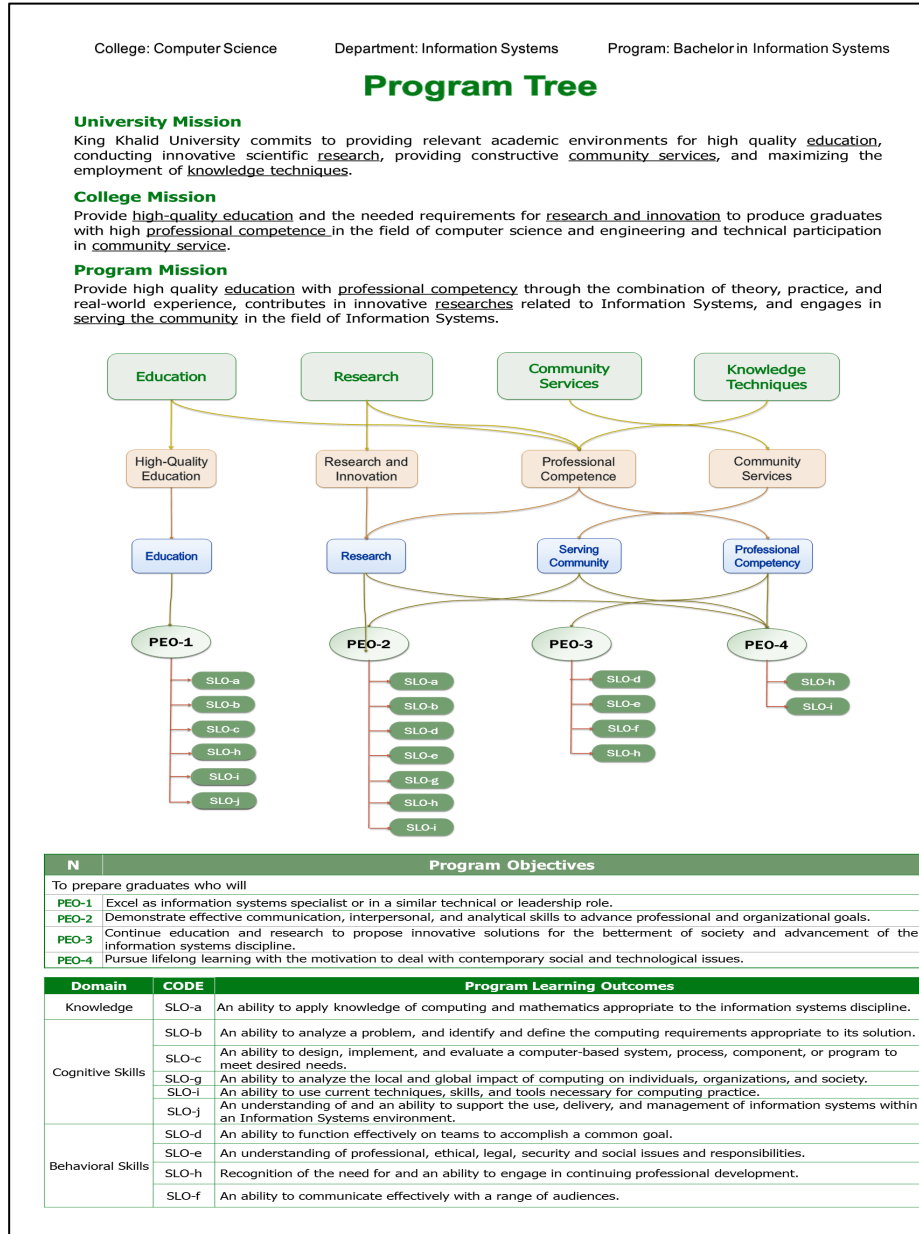 College: Computer Science Department: Information Systems Program: Bachelor in Information Systems
Program Tree
University Mission
King Khalid University commits to providing relevant academic environments for high quality education,
conducting innovative scientific research, providing constructive community services, and maximizing the
employment of knowledge techniques.
College Mission
Provide high-quality education and the needed requirements for research and innovation to produce graduates
with high professional competence in the field of computer science and engineering and technical participation
in community service.
Program Mission
Provide high quality education with professional competency through the combination of theory, practice, and
real-world experience, contributes in innovative researches related to Information Systems, and engages in
serving the community in the field of Information Systems.
Education
Research
Community
Services
Knowledge
Techniques
High-Quality
Education
Research and
Innovation
Professional
Competence
Community
Services
Education
Research
Serving
Community
Professional
Competency
PEO-1
PEO-2
PEO-3
PEO-4
SLO-a
SLO-b
SLO-c
SLO-h
SLO-i
SLO-j
SLO-a
SLO-b
SLO-d
SLO-e
SLO-g
SLO-h
SLO-i
SLO-d
SLO-e
SLO-f
SLO-h
SLO-h
SLO-i
N Program Objectives
To prepare graduates who will
PEO-1 Excel as information systems specialist or in a similar technical or leadership role.
PEO-2 Demonstrate effective communication, interpersonal, and analytical skills to advance professional and organizational goals.
PEO-3 Continue education and research to propose innovative solutions for the betterment of society and advancement of the
information systems discipline.
PEO-4 Pursue lifelong learning with the motivation to deal with contemporary social and technological issues.
Domain CODE Program Learning Outcomes
Knowledge SLO-a An ability to apply knowledge of computing and mathematics appropriate to the information systems discipline.
Cognitive Skills
SLO-b An ability to analyze a problem, and identify and define the computing requirements appropriate to its solution.
SLO-c An ability to design, implement, and evaluate a computer-based system, process, component, or program to
meet desired needs.
SLO-g An ability to analyze the local and global impact of computing on individuals, organizations, and society.
SLO-i An ability to use current techniques, skills, and tools necessary for computing practice.
SLO-j An understanding of and an ability to support the use, delivery, and management of information systems within
an Information Systems environment.
Behavioral Skills
SLO-d An ability to function effectively on teams to accomplish a common goal.
SLO-e An understanding of professional, ethical, legal, security and social issues and responsibilities.
SLO-h Recognition of the need for and an ability to engage in continuing professional development.
SLO-f An ability to communicate effectively with a range of audiences.